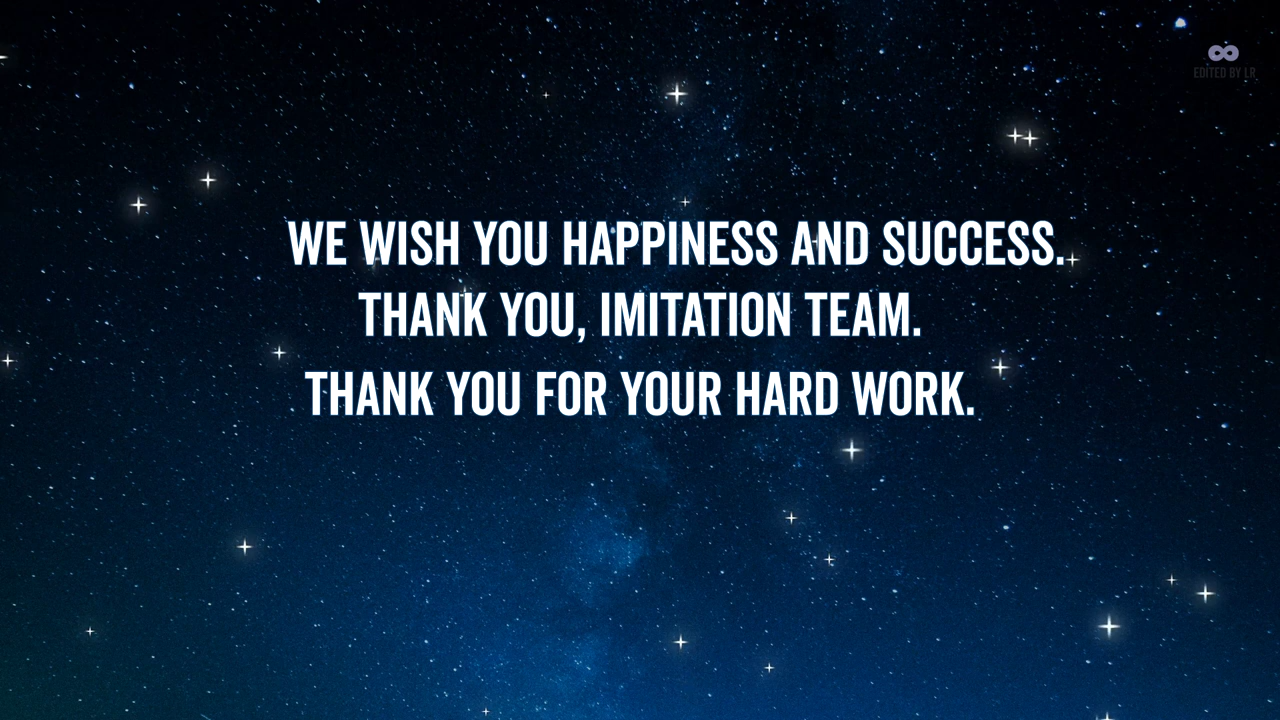 EDITED BY LR
WE WISH YOU HAPPINESS AND SUCCESS.
THANK YOU, IMITATION TEAM.
THANK YOU FOR YOUR HARD WORK.